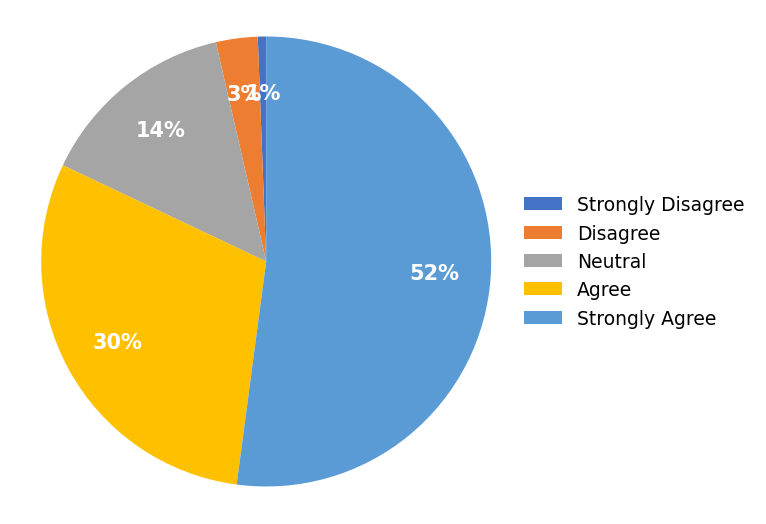 3%
1%
14%
52%
30%
Strongly Disagree
Disagree
Neutral
Agree
Strongly Agree